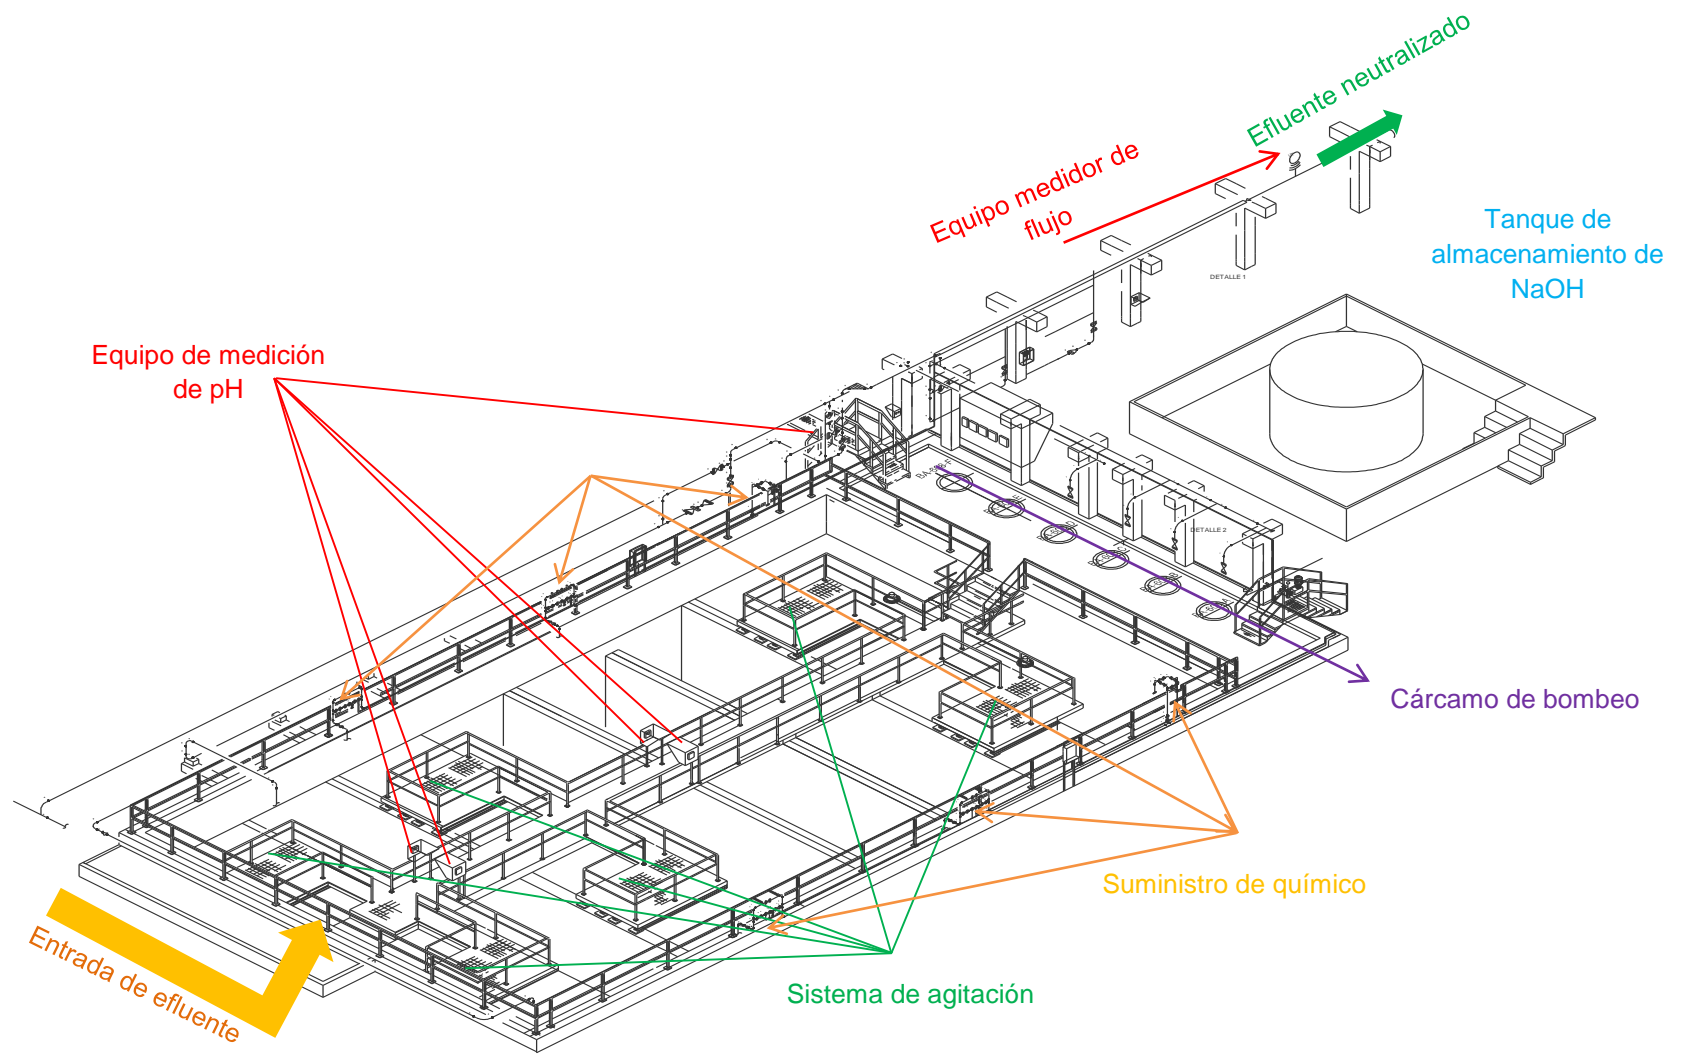 Efluente neutralizado
Equipo medidor de
flujo
Tanque de
almacenamiento de
NaOH
DETALLE 1
Equipo de medición
de pH
DETALLE 2
Cárcamo de bombeo
Suministro de químico
Entrada de efluente
Sistema de agitación